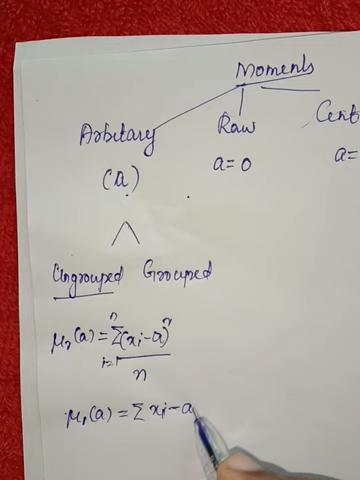 Moments
Arbitary Raw Cent
(a) a=0 a=
Ungrouped Grouped
μr(a) = Σ(xi-a)^r
i=1 n
n
μ1(a) = Σ xi-a